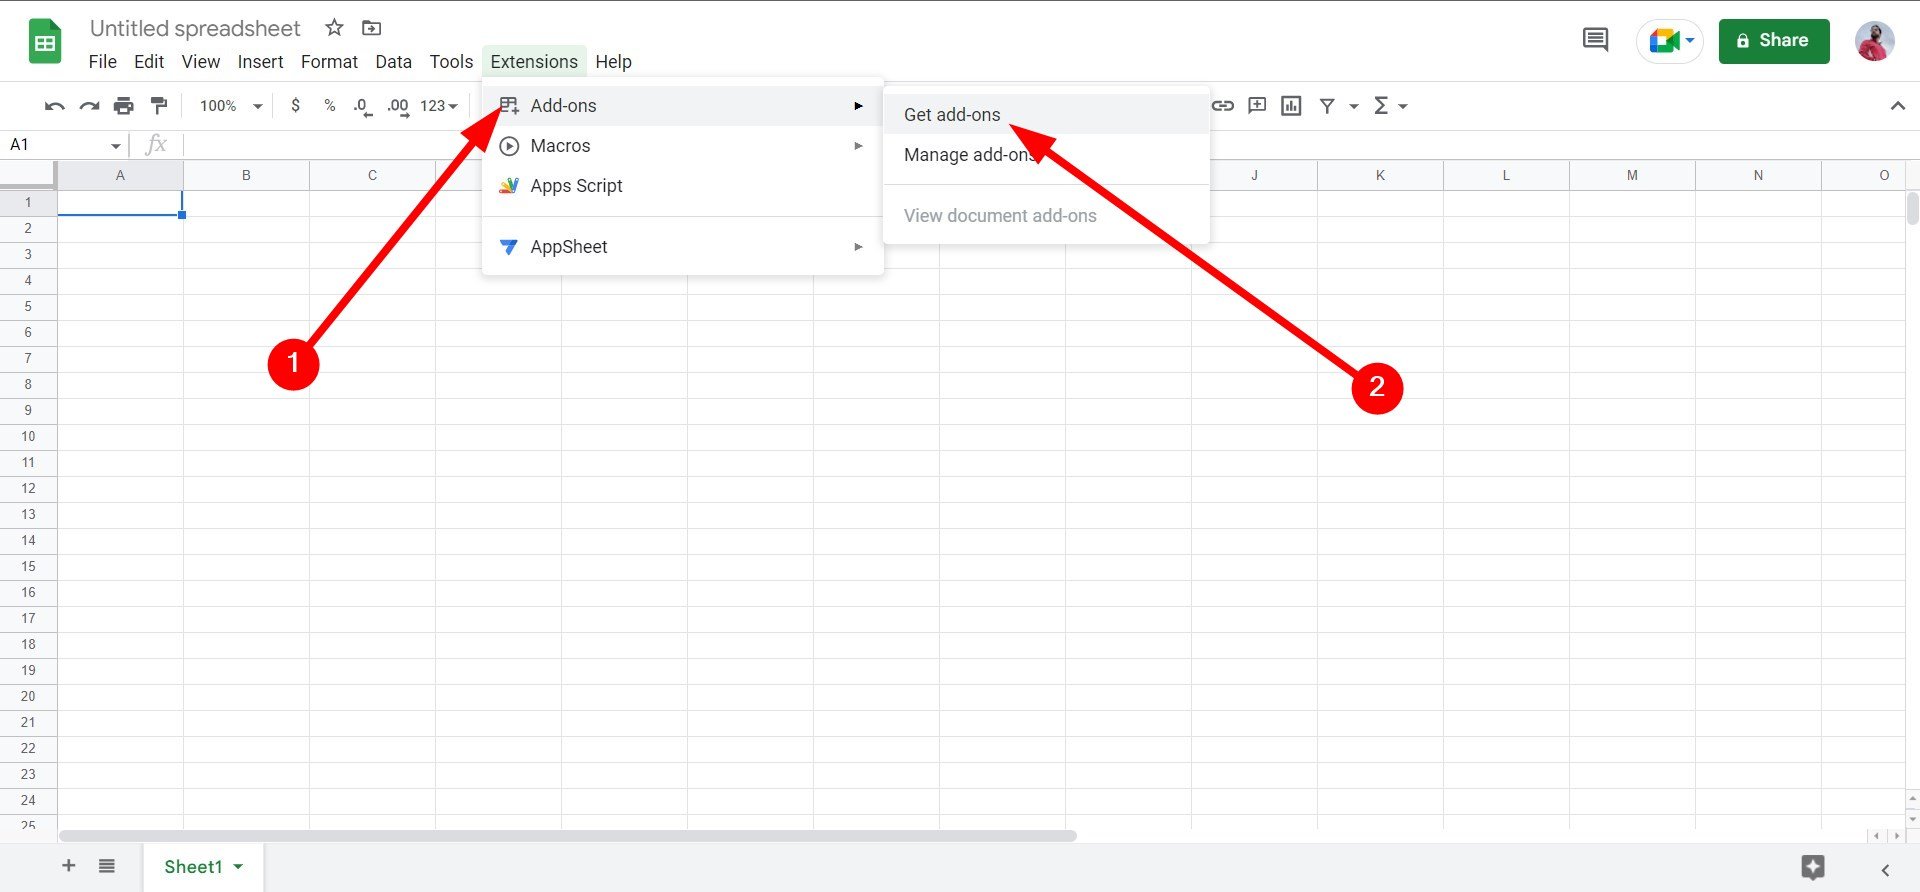 Untitled spreadsheet
File Edit View Insert Format Data Tools Extensions Help
Share
100% $ % .0 .00 123
Add-ons
Get add-ons
Macros
Manage add-ons
Apps Script
View document add-ons
AppSheet
A1 fx
A B C J K L M N O
1
2
3
4
5
6
7
8
9
10
11
12
13
14
15
16
17
18
19
20
21
22
23
24
25
1
2
Sheet1